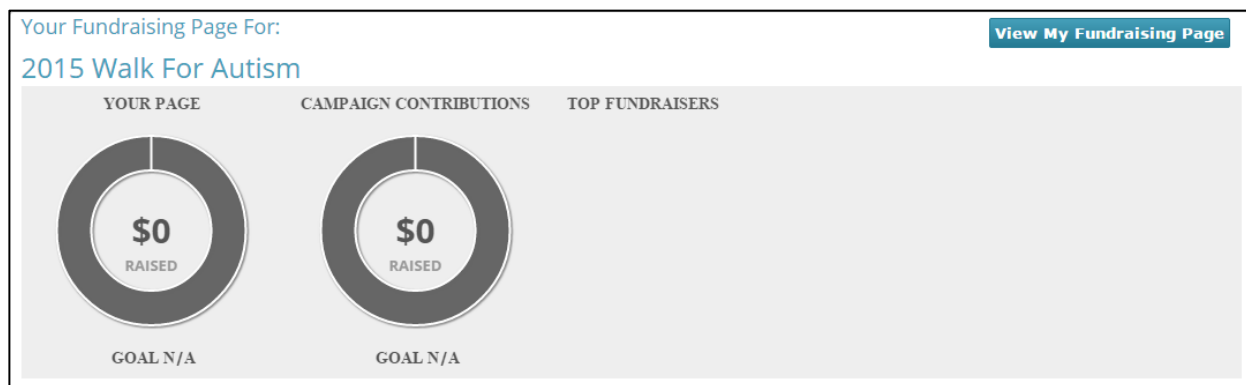 Your Fundraising Page For:
View My Fundraising Page
2015 Walk For Autism
YOUR PAGE
CAMPAIGN CONTRIBUTIONS
TOP FUNDRAISERS
$0
RAISED
$0
RAISED
GOAL N/A
GOAL N/A